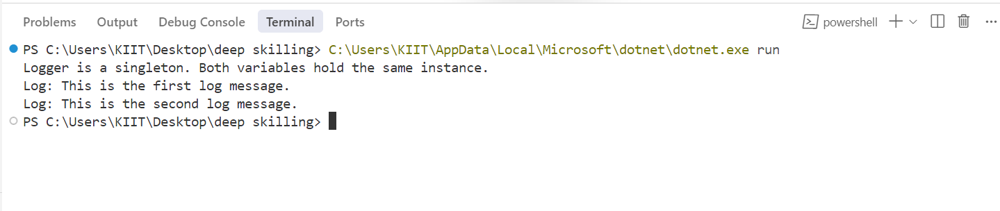 Problems Output Debug Console Terminal Ports powershell
PS C:\Users\KIIT\Desktop\deep skilling> C:\Users\KIIT\AppData\Local\Microsoft\dotnet\dotnet.exe run
Logger is a singleton. Both variables hold the same instance.
Log: This is the first log message.
Log: This is the second log message.
PS C:\Users\KIIT\Desktop\deep skilling>